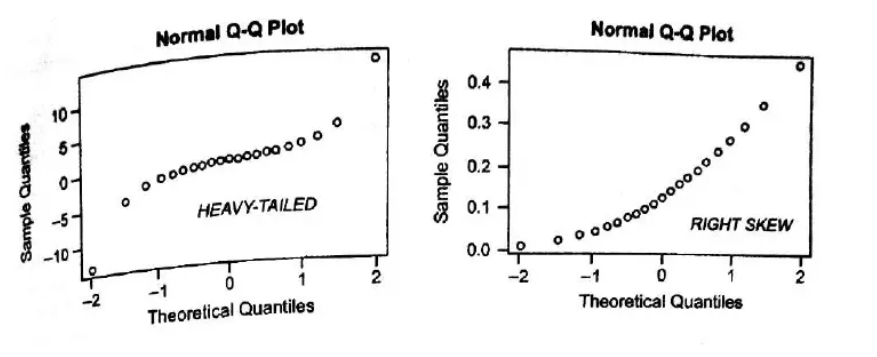 Normal Q-Q Plot
Sample Quantiles
10
5
0
−5
−10
HEAVY-TAILED
−2
−1
0
1
2
Theoretical Quantiles
Normal Q-Q Plot
Sample Quantiles
0.4
0.3
0.2
0.1
0.0
RIGHT SKEW
−2
−1
0
1
2
Theoretical Quantiles